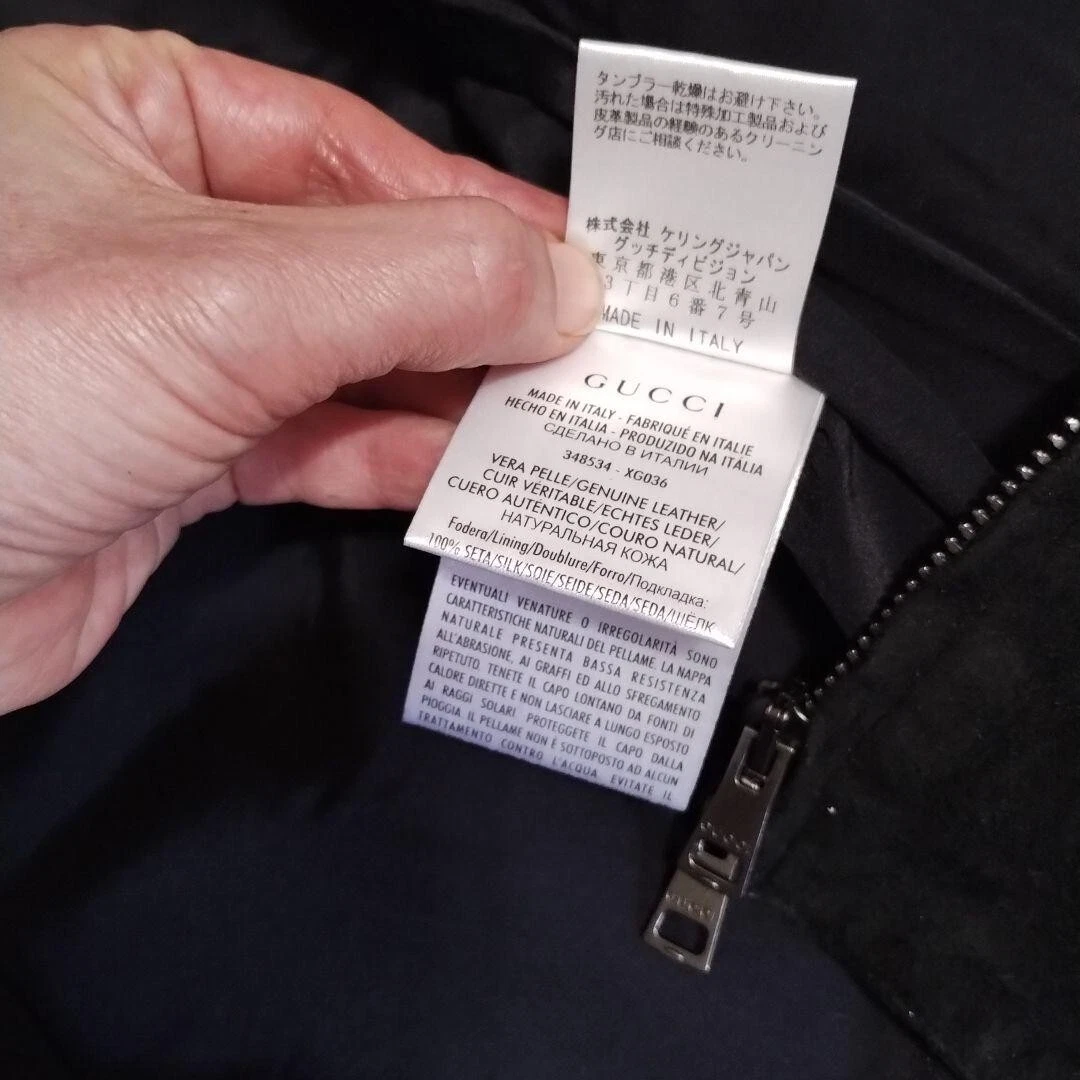 タンブラー乾燥はお避け下さい。
汚れた場合は特殊加工製品および
皮革製品の経験のあるクリーニン
グ店にご相談ください。
株式会社 ケリングジャパン
グッチディビジョン
東京都港区北青山
3丁目6番7号
MADE IN ITALY
GUCCI
MADE IN ITALY - FABRIQUÉ EN ITALIE
HECHO EN ITALIA - PRODUZIDO NA ITÁLIA
СДЕЛАНО В ИТАЛИИ
348534 - XG036
VERA PELLE/GENUINE LEATHER/
CUIR VÉRITABLE/ECHTES LEDER/
CUERO AUTÉNTICO/COURO NATURAL/
НАТУРАЛЬНАЯ КОЖА
Fodera/Lining/Doublure/Forro/Подкладка:
100% SETA/SILK/SOIE/SEIDE/SEDA/SEDA/ШЁЛК
EVENTUALI VENATURE O IRREGOLARITÀ SONO
CARATTERISTICHE NATURALI DEL PELLAME. LA NAPPA
NATURALE PRESENTA BASSA RESISTENZA
ALL'ABRASIONE, AI GRAFFI ED ALLO SFREGAMENTO
RIPETUTO. TENETE IL CAPO LONTANO DA FONTI DI
CALORE DIRETTE E NON LASCIARE A LUNGO ESPOSTO
AI RAGGI SOLARI. PROTEGGETE IL CAPO DALLA
PIOGGIA IL PELLAME NON È SOTTOPOSTO AD ALCUN
TRATTAMENTO CONTRO L'ACQUA. EVITATE IL
GUCCI
GUCCI